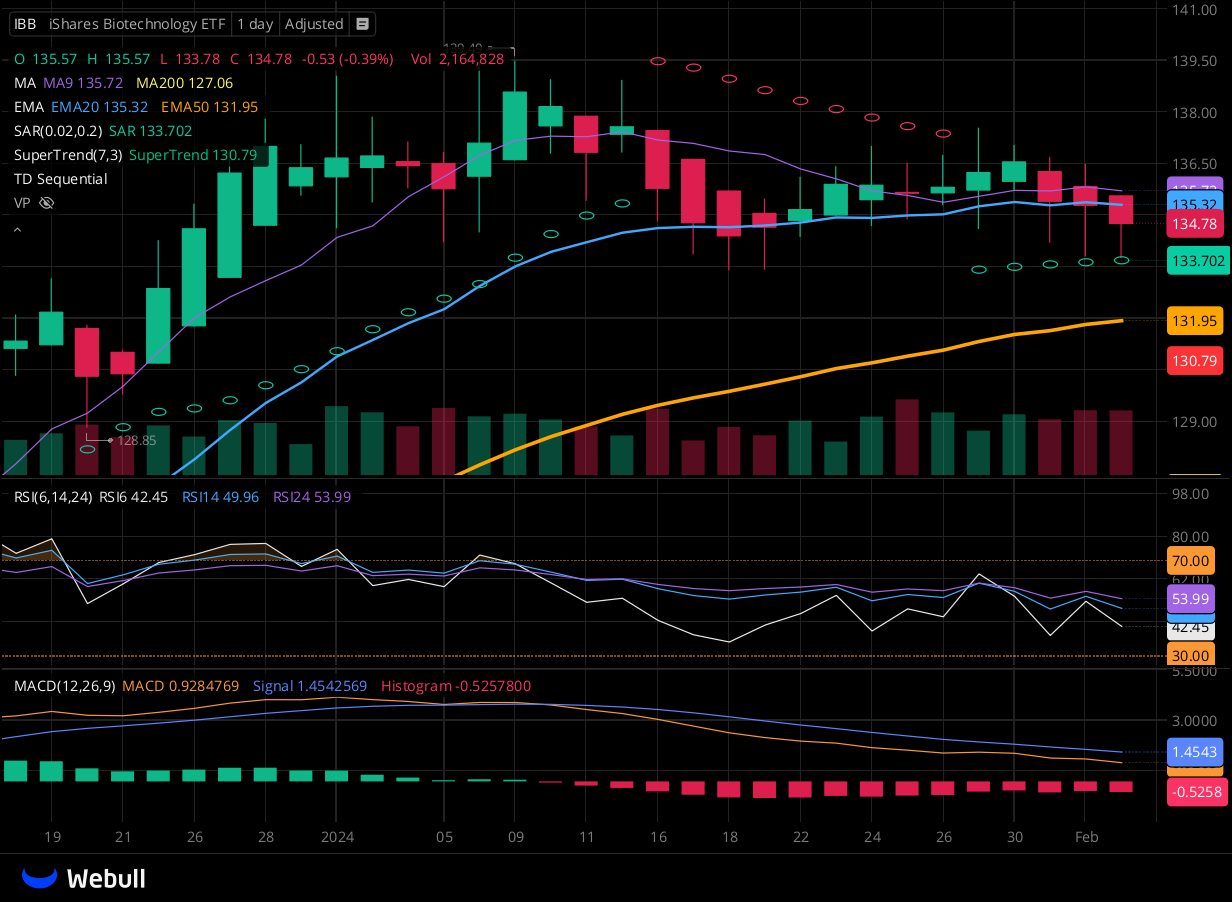 IBB iShares Biotechnology ETF 1 day Adjusted
141.00
139.49
O 135.57 H 135.57 L 133.78 C 134.78 -0.53 (-0.39%) Vol 2,164,828
139.50
MA MA9 135.72 MA200 127.06
EMA EMA20 135.32 EMA50 131.95
138.00
SAR(0.02,0.2) SAR 133.702
SuperTrend(7,3) SuperTrend 130.79
136.50
TD Sequential
135.72
VP
135.32
134.78
133.702
131.95
130.79
129.00
128.85
RSI(6,14,24) RSI6 42.45 RSI14 49.96 RSI24 53.99
98.00
80.00
70.00
62.00
53.99
42.45
30.00
5.5000
MACD(12,26,9) MACD 0.9284769 Signal 1.4542569 Histogram -0.5257800
3.0000
1.4543
-0.5258
19 21 26 28 2024 05 09 11 16 18 22 24 26 30 Feb
Webull